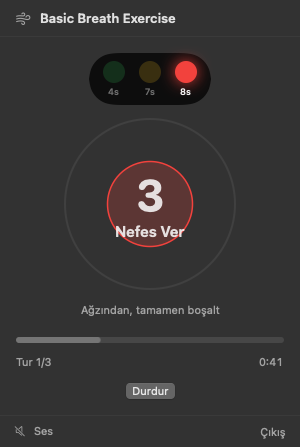 Basic Breath Exercise
4s 7s 8s
3
Nefes Ver
Ağzından, tamamen boşalt
Tur 1/3 0:41
Durdur
Ses Çıkış